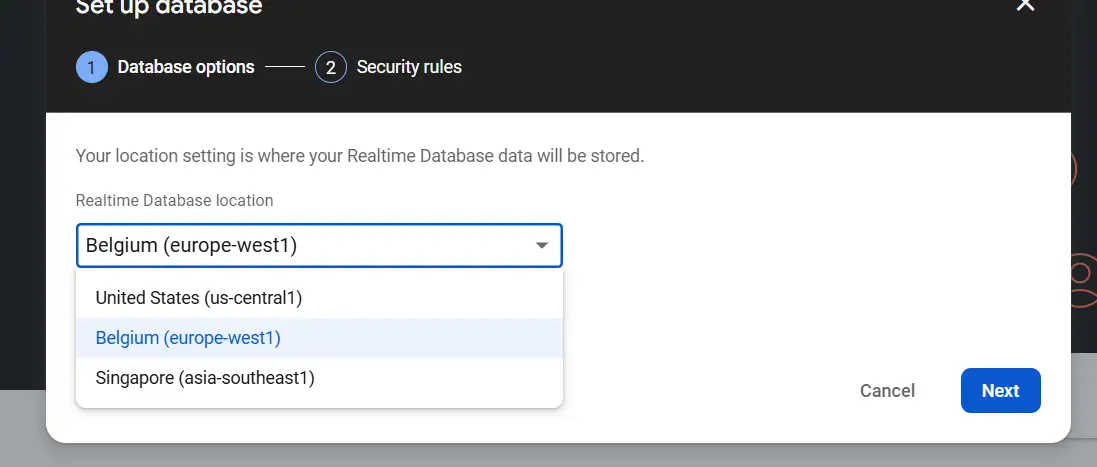 Set up database
1 Database options 2 Security rules
Your location setting is where your Realtime Database data will be stored.
Realtime Database location
Belgium (europe-west1)
United States (us-central1)
Belgium (europe-west1)
Singapore (asia-southeast1)
Cancel Next